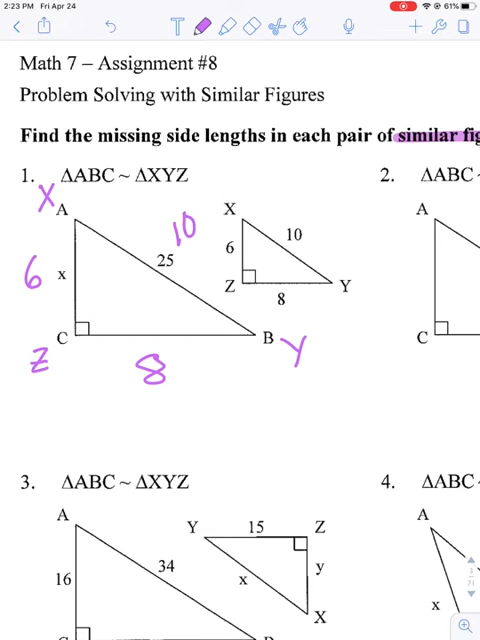 2:23 PM Fri Apr 24
61%
Math 7 – Assignment #8
Problem Solving with Similar Figures
Find the missing side lengths in each pair of similar fig
1. ΔABC ~ ΔXYZ
2. ΔABC ~
X A
X
A
10
10
25
6 x
6
Z
8
Y
C
B Y
C
Z
8
3. ΔABC ~ ΔXYZ
4. ΔABC ~
A
Y
15
Z
A
34
16
x
y
x
X